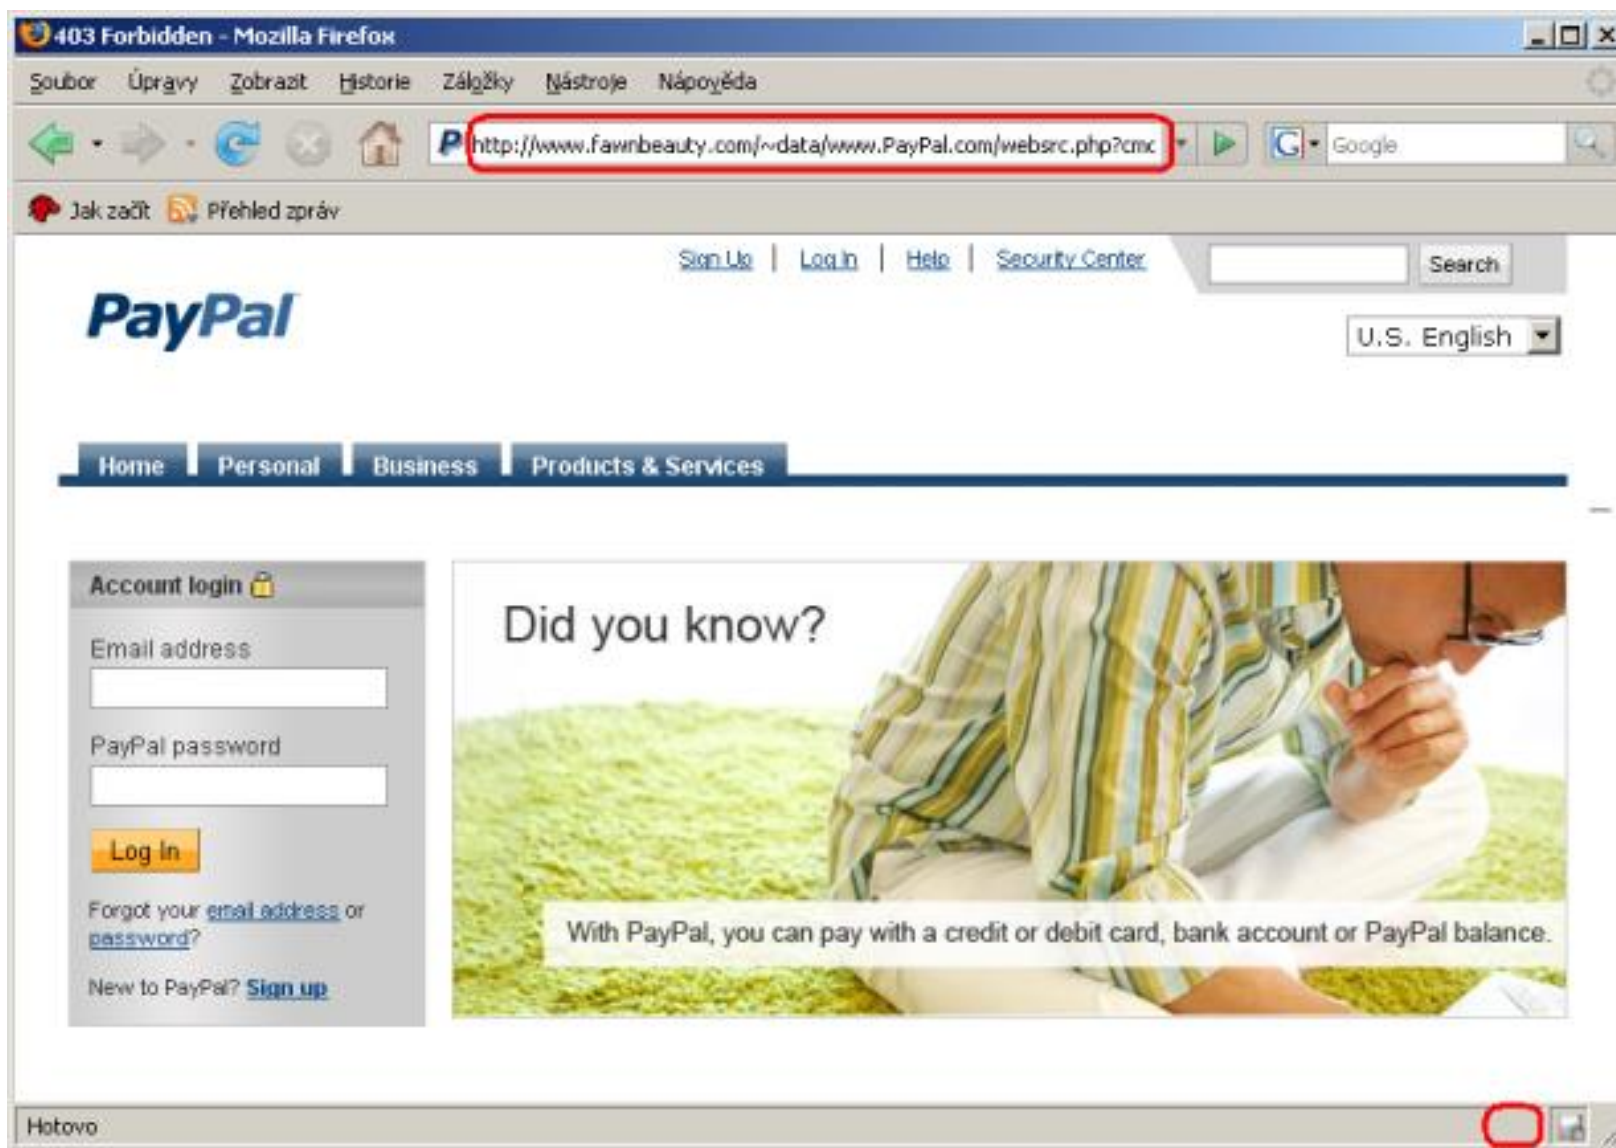 403 Forbidden - Mozilla Firefox
Soubor Úpravy Zobrazit Historie Záložky Nástroje Nápověda
P http://www.fawnbeauty.com/~data/www.PayPal.com/websrc.php?cmc G Google
Jak začít Přehled zpráv
Sign Up | Log In | Help | Security Center Search
PayPal
U.S. English
Home Personal Business Products & Services
Account login
Email address
PayPal password
Log In
Forgot your email address or
password?
New to PayPal? Sign up
Did you know?
With PayPal, you can pay with a credit or debit card, bank account or PayPal balance.
Hotovo